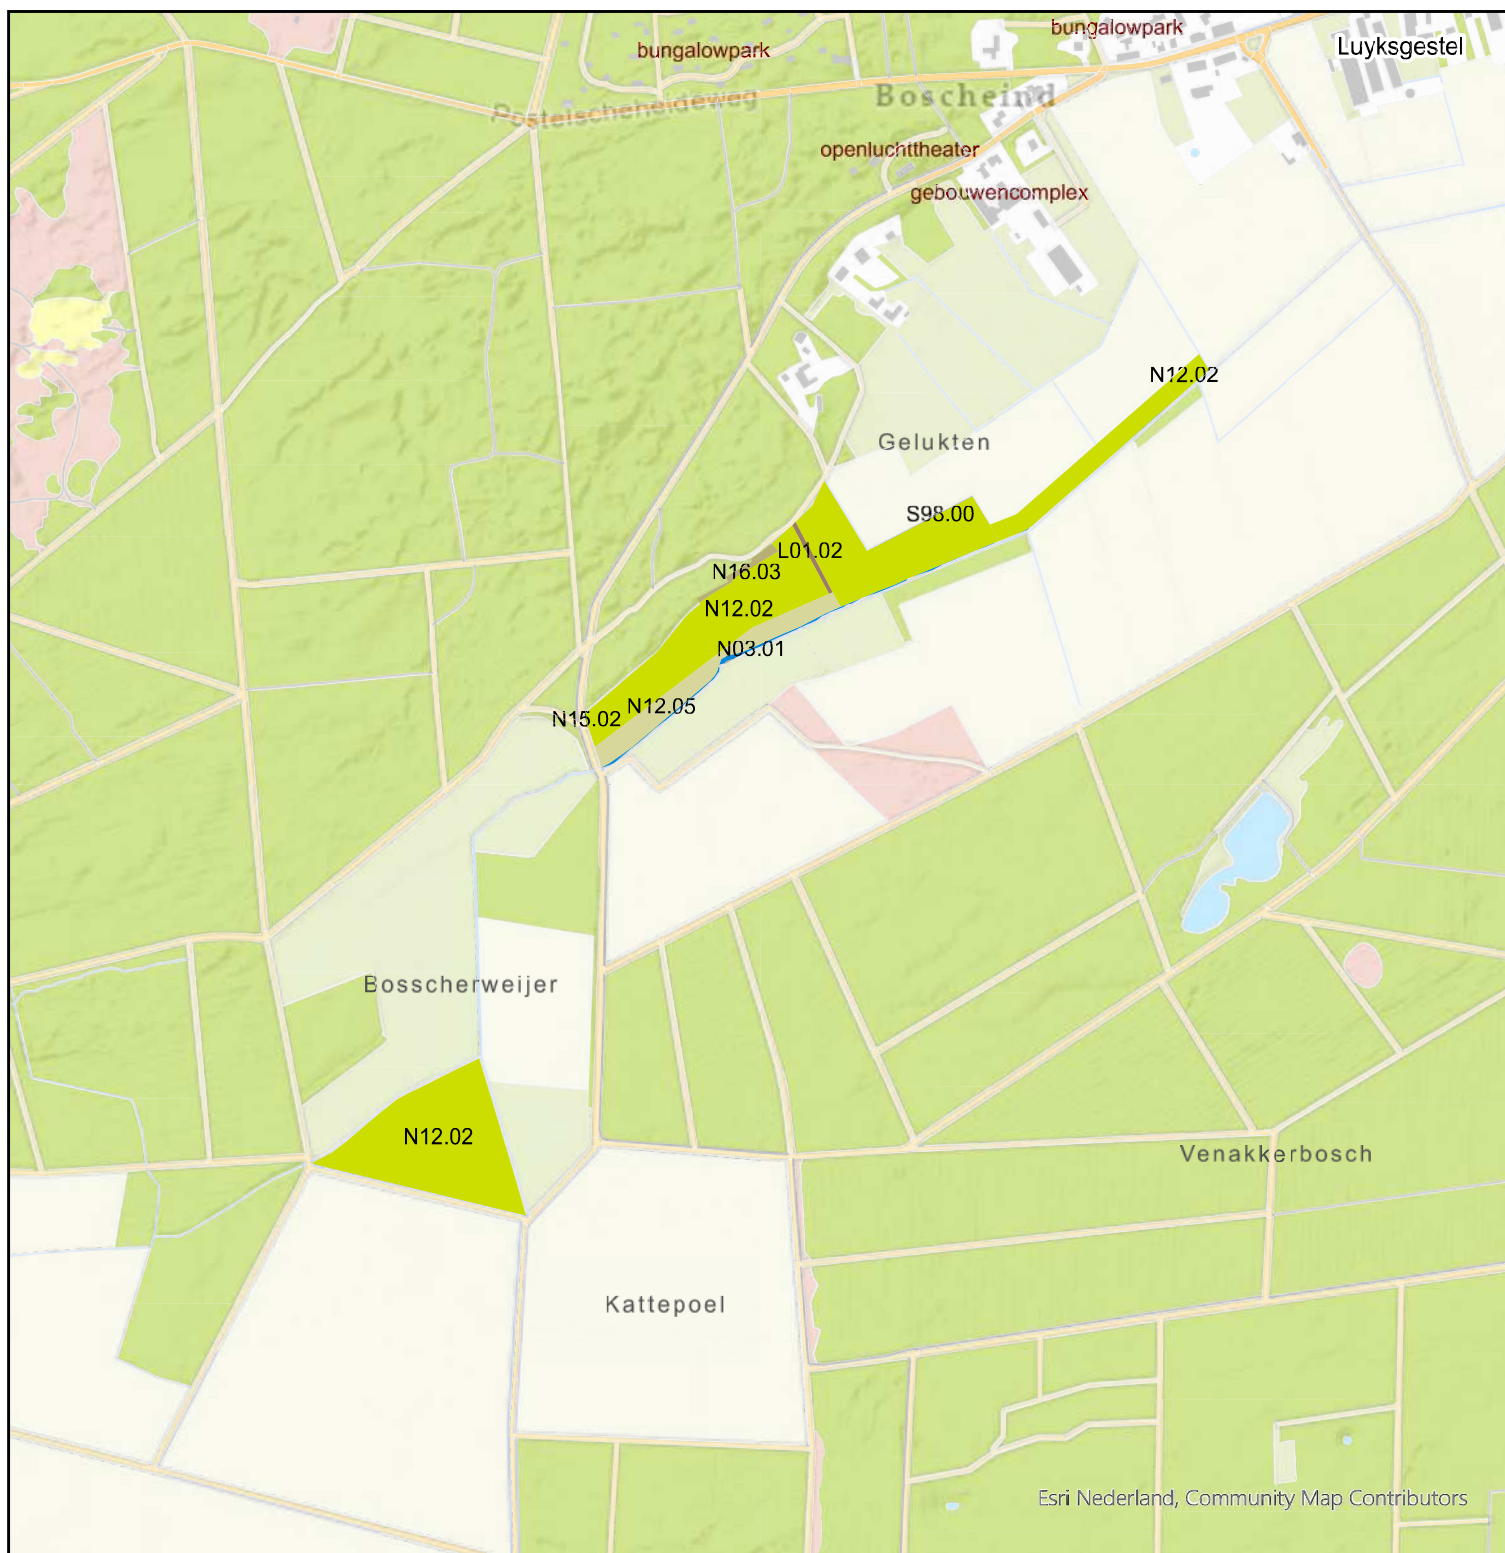 bungalowpark
Luyksgestel
bungalowpark
Boscheind
Postelscheheideweg
openluchttheater
gebouwencomplex
N12.02
Gelukten
S98.00
L01.02
N16.03
N12.02
N03.01
N12.05
N15.02
Bosscherweijer
N12.02
Venakkerbosch
Kattepoel
Esri Nederland, Community Map Contributors